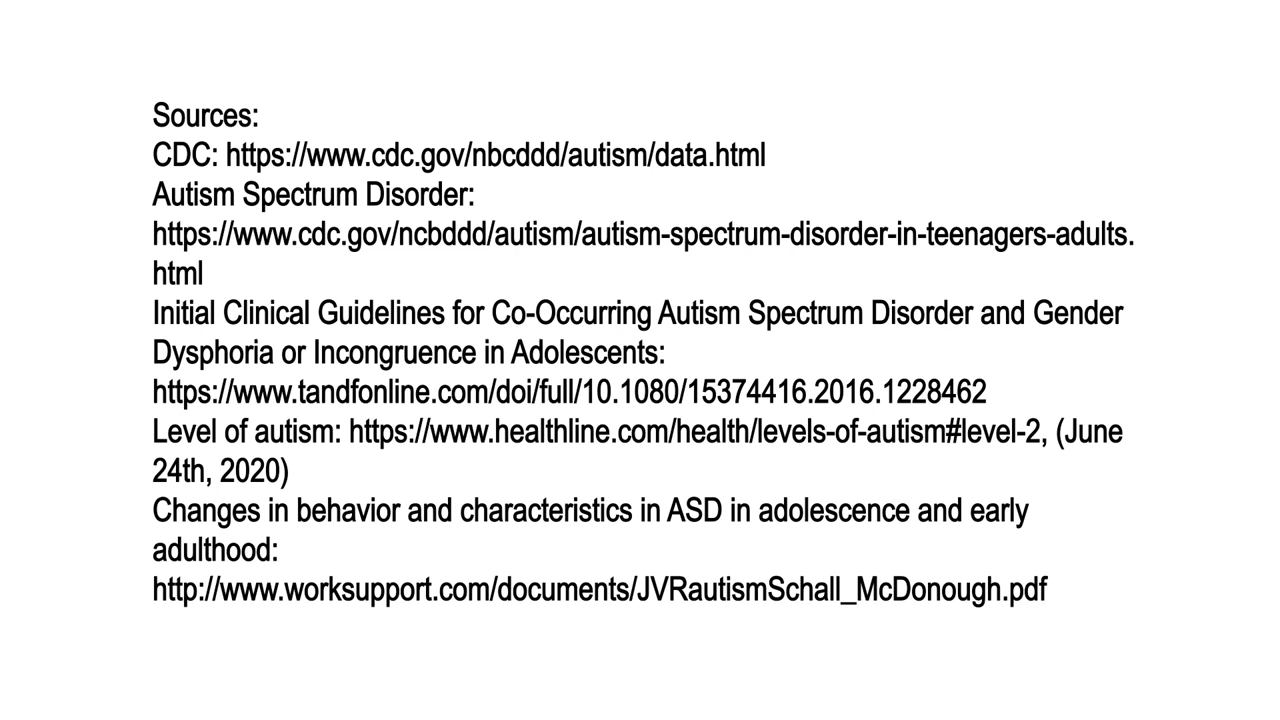 Sources:
CDC: https://www.cdc.gov/nbcddd/autism/data.html
Autism Spectrum Disorder:
https://www.cdc.gov/ncbddd/autism/autism-spectrum-disorder-in-teenagers-adults.
html
Initial Clinical Guidelines for Co-Occurring Autism Spectrum Disorder and Gender
Dysphoria or Incongruence in Adolescents:
https://www.tandfonline.com/doi/full/10.1080/15374416.2016.1228462
Level of autism: https://www.healthline.com/health/levels-of-autism#level-2, (June
24th, 2020)
Changes in behavior and characteristics in ASD in adolescence and early
adulthood:
http://www.worksupport.com/documents/JVRautismSchall_McDonough.pdf